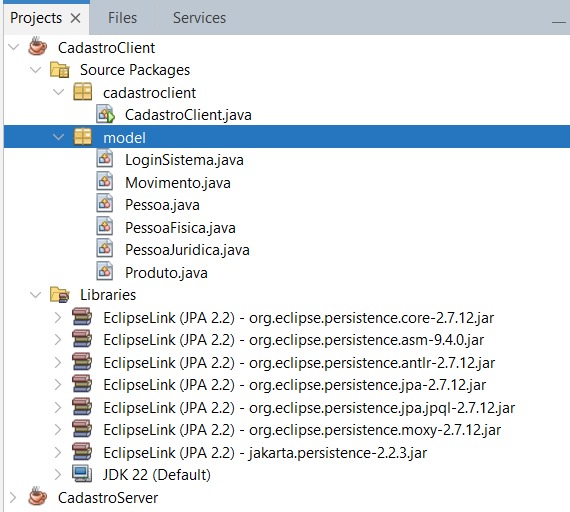 Projects × Files Services
CadastroClient
Source Packages
cadastroclient
CadastroClient.java
model
LoginSistema.java
Movimento.java
Pessoa.java
PessoaFisica.java
PessoaJuridica.java
Produto.java
Libraries
EclipseLink (JPA 2.2) - org.eclipse.persistence.core-2.7.12.jar
EclipseLink (JPA 2.2) - org.eclipse.persistence.asm-9.4.0.jar
EclipseLink (JPA 2.2) - org.eclipse.persistence.antlr-2.7.12.jar
EclipseLink (JPA 2.2) - org.eclipse.persistence.jpa-2.7.12.jar
EclipseLink (JPA 2.2) - org.eclipse.persistence.jpa.jpql-2.7.12.jar
EclipseLink (JPA 2.2) - org.eclipse.persistence.moxy-2.7.12.jar
EclipseLink (JPA 2.2) - jakarta.persistence-2.2.3.jar
JDK 22 (Default)
CadastroServer